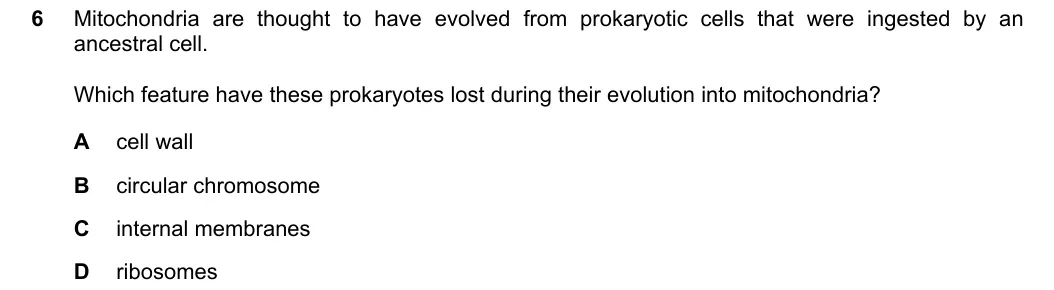 6 Mitochondria are thought to have evolved from prokaryotic cells that were ingested by an
ancestral cell.
Which feature have these prokaryotes lost during their evolution into mitochondria?
A cell wall
B circular chromosome
C internal membranes
D ribosomes